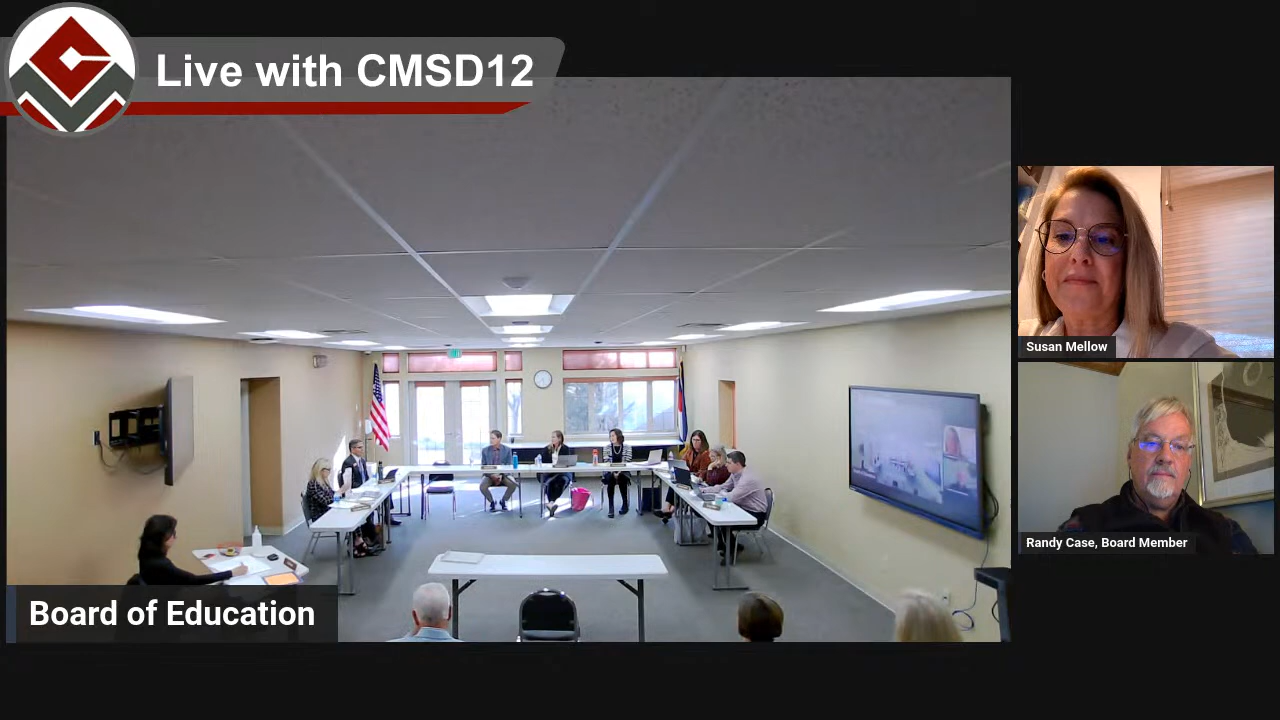 Live with CMSD12
Susan Mellow
Randy Case, Board Member
Board of Education